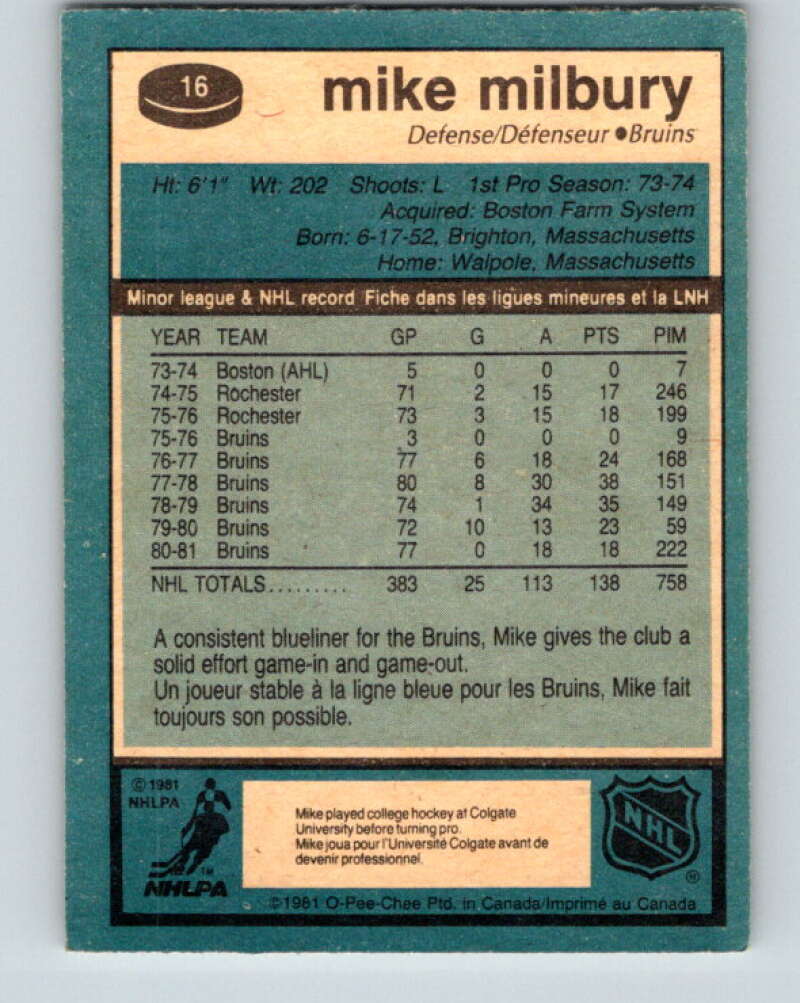 16
mike milbury
Defense/Défenseur ●Bruins
Ht: 6'1" Wt: 202 Shoots: L 1st Pro Season: 73-74
Acquired: Boston Farm System
Born: 6-17-52, Brighton, Massachusetts
Home: Walpole, Massachusetts
Minor league & NHL record Fiche dans les ligues mineures et la LNH
YEAR TEAM GP G A PTS PIM
73-74 Boston (AHL) 5 0 0 0 7
74-75 Rochester 71 2 15 17 246
75-76 Rochester 73 3 15 18 199
75-76 Bruins 3 0 0 0 9
76-77 Bruins 77 6 18 24 168
77-78 Bruins 80 8 30 38 151
78-79 Bruins 74 1 34 35 149
79-80 Bruins 72 10 13 23 59
80-81 Bruins 77 0 18 18 222
NHL TOTALS......... 383 25 113 138 758
A consistent blueliner for the Bruins, Mike gives the club a
solid effort game-in and game-out.
Un joueur stable à la ligne bleue pour les Bruins, Mike fait
toujours son possible.
© 1981
NHLPA
TM
NHLPA
Mike played college hockey at Colgate
University before turning pro.
Mike joua pour l'Université Colgate avant de
devenir professionnel.
NHL
©1981 O-Pee-Chee Ptd. in Canada/Imprimé au Canada